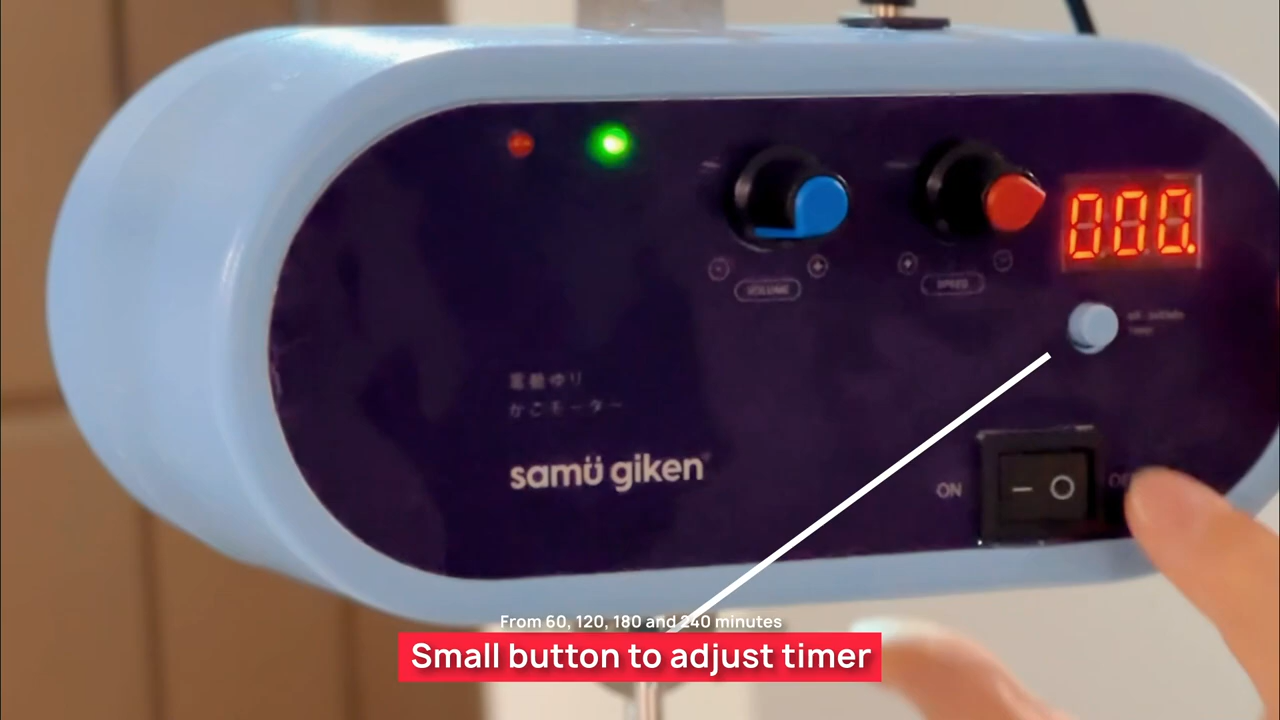 000.
- +
VOLUME
+ -
SPEED
timer
電動ゆり
かごモーター
samü giken
ON
From 60, 120, 180 and 240 minutes
Small button to adjust timer